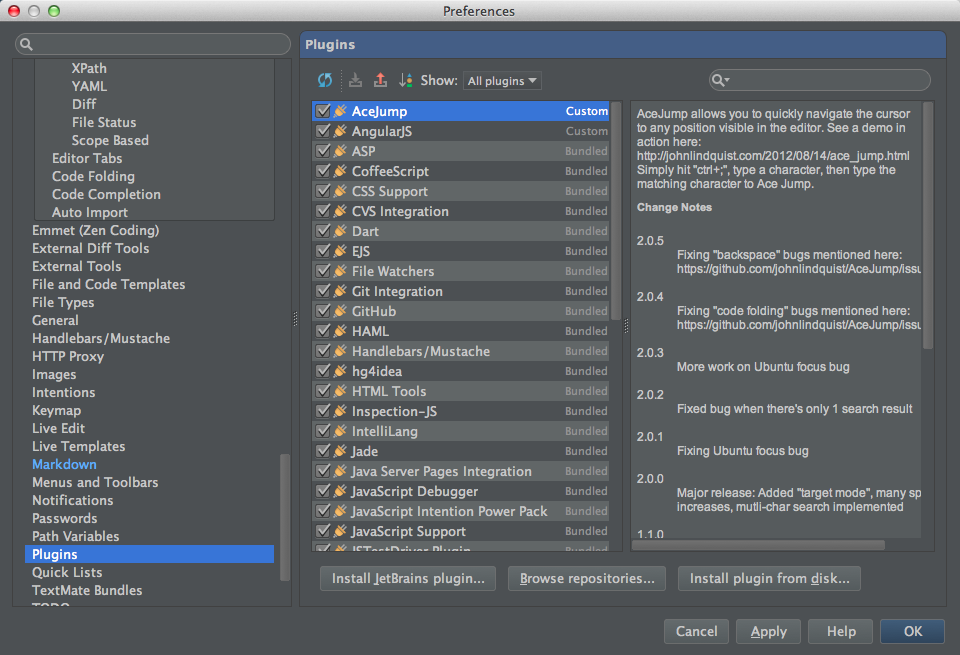 Preferences
XPath
YAML
Diff
File Status
Scope Based
Editor Tabs
Code Folding
Code Completion
Auto Import
Emmet (Zen Coding)
External Diff Tools
External Tools
File and Code Templates
File Types
General
Handlebars/Mustache
HTTP Proxy
Images
Intentions
Keymap
Live Edit
Live Templates
Markdown
Menus and Toolbars
Notifications
Passwords
Path Variables
Plugins
Quick Lists
TextMate Bundles
TODO
Plugins
Show: All plugins
AceJump Custom
AngularJS Custom
ASP Bundled
CoffeeScript Bundled
CSS Support Bundled
CVS Integration Bundled
Dart Bundled
EJS Bundled
File Watchers Bundled
Git Integration Bundled
GitHub Bundled
HAML Bundled
Handlebars/Mustache Bundled
hg4idea Bundled
HTML Tools Bundled
Inspection-JS Bundled
IntelliLang Bundled
Jade Bundled
Java Server Pages Integration Bundled
JavaScript Debugger Bundled
JavaScript Intention Power Pack Bundled
JavaScript Support Bundled
JSTestDriver Plugin Bundled
AceJump allows you to quickly navigate the cursor
to any position visible in the editor. See a demo in
action here:
http://johnlindquist.com/2012/08/14/ace_jump.html
Simply hit "ctrl+;", type a character, then type the
matching character to Ace Jump.
Change Notes
2.0.5
Fixing "backspace" bugs mentioned here:
https://github.com/johnlindquist/AceJump/issu
2.0.4
Fixing "code folding" bugs mentioned here:
https://github.com/johnlindquist/AceJump/issu
2.0.3
More work on Ubuntu focus bug
2.0.2
Fixed bug when there's only 1 search result
2.0.1
Fixing Ubuntu focus bug
2.0.0
Major release: Added "target mode", many sp
increases, mutli-char search implemented
1.1.0
Install JetBrains plugin...
Browse repositories...
Install plugin from disk...
Cancel
Apply
Help
OK